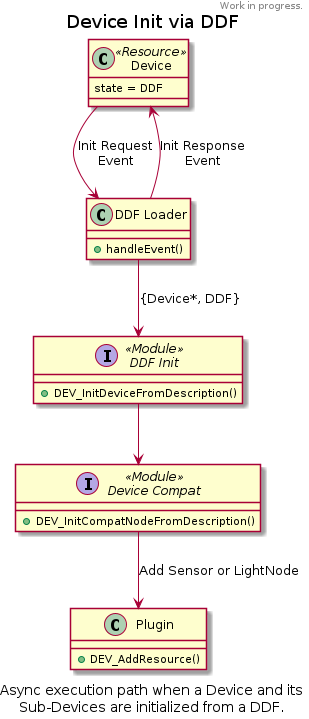 Work in progress.
Device Init via DDF
C
«Resource»
Device
state = DDF
Init Request
Event
Init Response
Event
C
DDF Loader
handleEvent()
{Device*, DDF}
I
«Module»
DDF Init
DEV_InitDeviceFromDescription()
I
«Module»
Device Compat
DEV_InitCompatNodeFromDescription()
Add Sensor or LightNode
C
Plugin
DEV_AddResource()
Async execution path when a Device and its
Sub-Devices are initialized from a DDF.